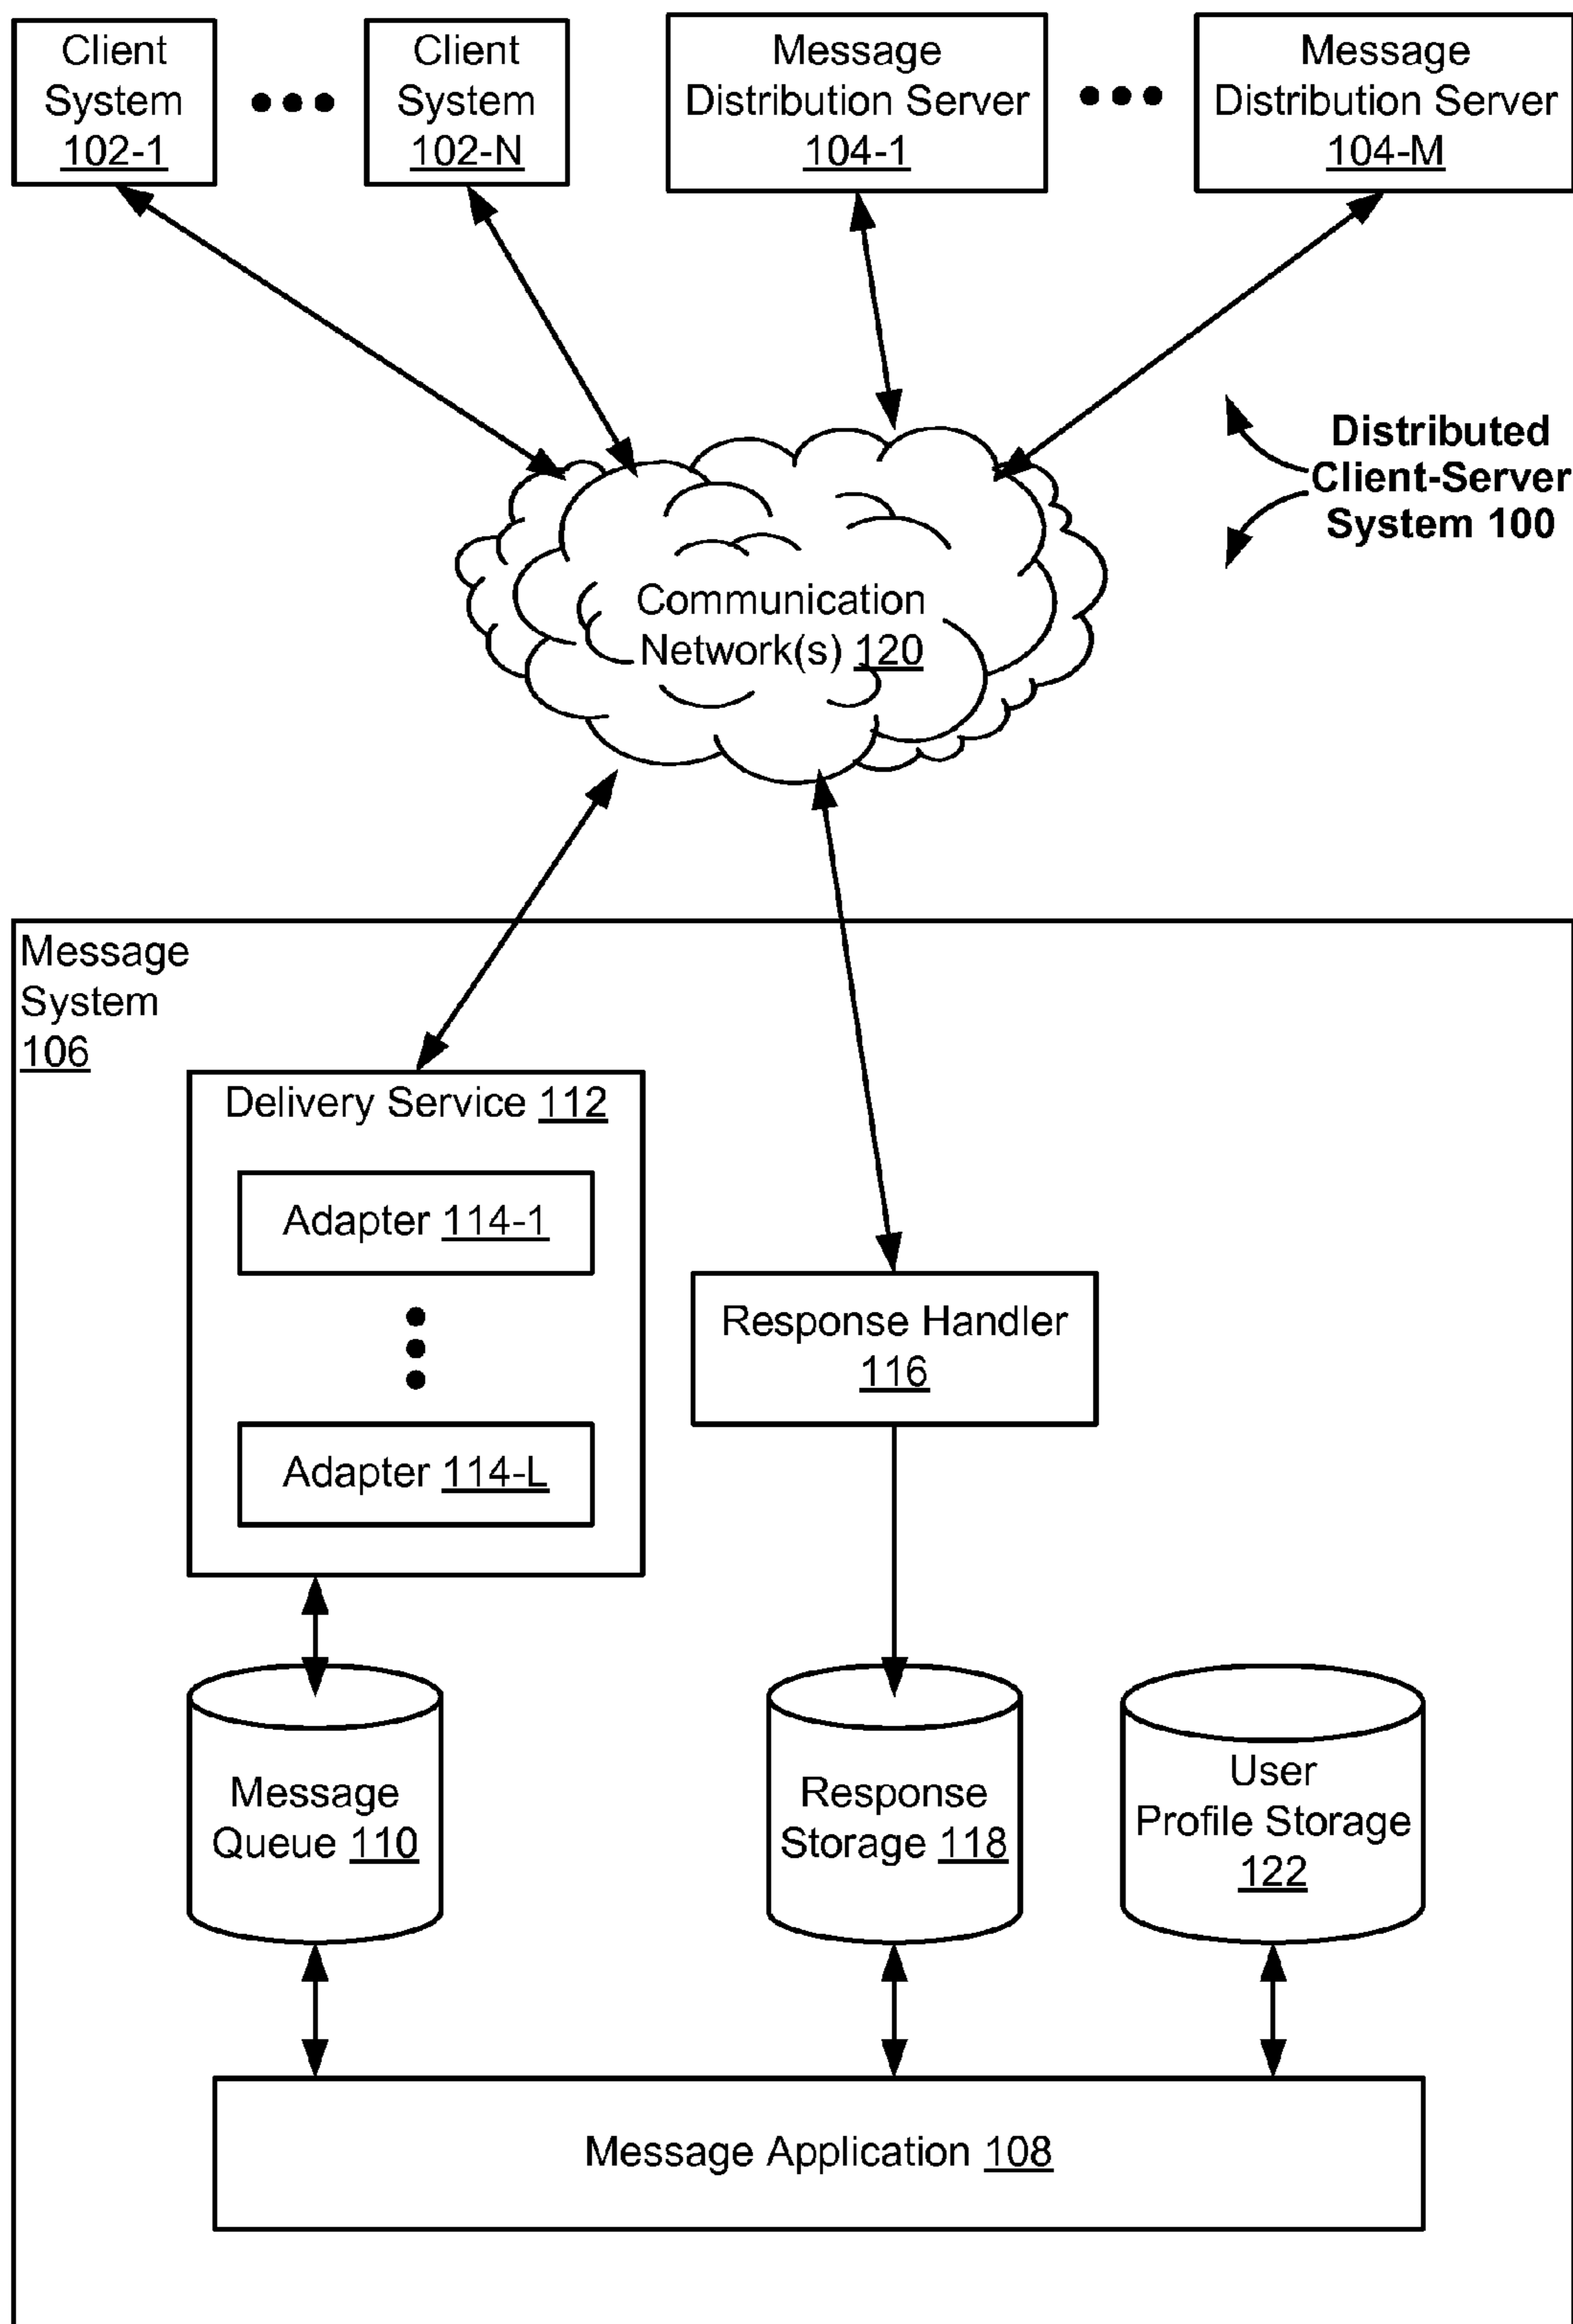 Client
System
102-1
Client
System
102-N
Message
Distribution Server
104-1
Message
Distribution Server
104-M
Distributed
Client-Server
System 100
Communication
Network(s) 120
Message
System
106
Delivery Service 112
Adapter 114-1
Adapter 114-L
Response Handler
116
Message
Queue 110
Response
Storage 118
User
Profile Storage
122
Message Application 108